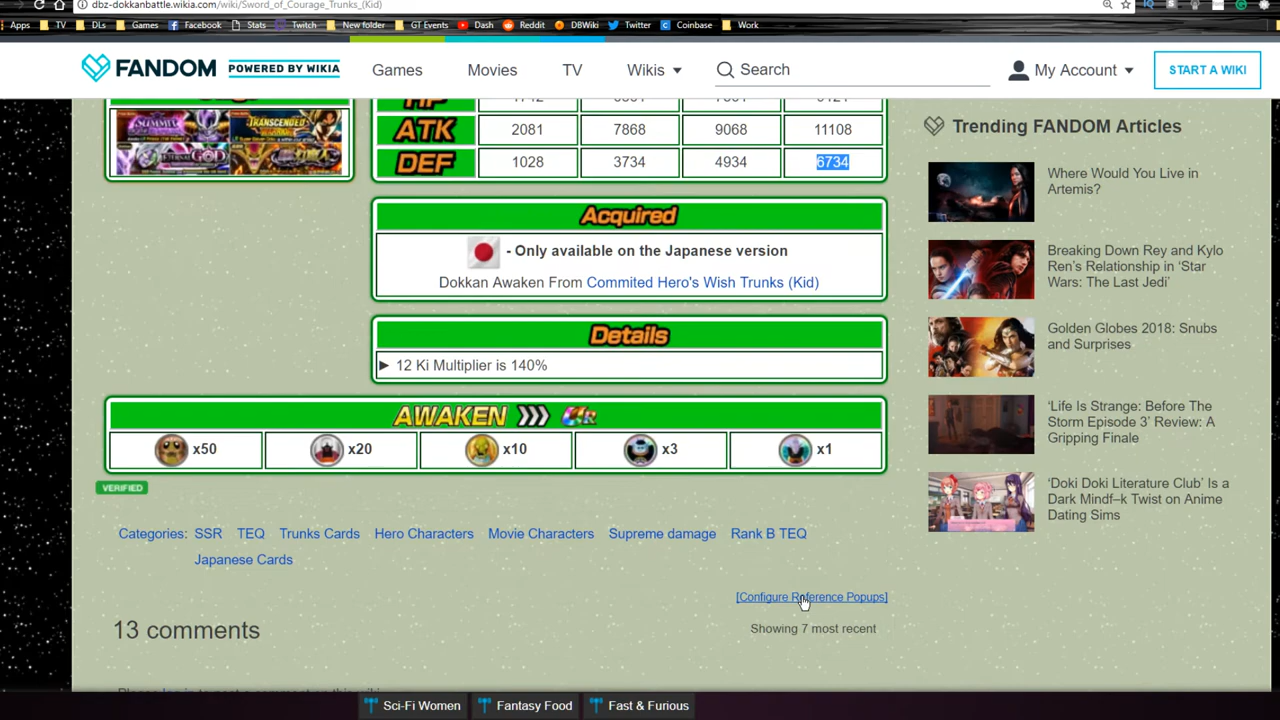 dbz-dokkanbattle.wikia.com/wiki/Sword_of_Courage_Trunks_(Kid)
Apps TV DLs Games Facebook Stats Twitch New folder GT Events Dash Reddit DBWiki Twitter Coinbase Work
FANDOM POWERED BY WIKIA Games Movies TV Wikis Search My Account START A WIKI
ATK 2081 7868 9068 11108
DEF 1028 3734 4934 6734
Acquired
- Only available on the Japanese version
Dokkan Awaken From Commited Hero's Wish Trunks (Kid)
Details
► 12 Ki Multiplier is 140%
AWAKEN
x50 x20 x10 x3 x1
VERIFIED
Categories: SSR TEQ Trunks Cards Hero Characters Movie Characters Supreme damage Rank B TEQ
Japanese Cards
[Configure Reference Popups]
13 comments
Showing 7 most recent
Trending FANDOM Articles
Where Would You Live in
Artemis?
Breaking Down Rey and Kylo
Ren's Relationship in 'Star
Wars: The Last Jedi'
Golden Globes 2018: Snubs
and Surprises
'Life Is Strange: Before The
Storm Episode 3' Review: A
Gripping Finale
'Doki Doki Literature Club' Is a
Dark Mindf–k Twist on Anime
Dating Sims
Sci-Fi Women Fantasy Food Fast & Furious